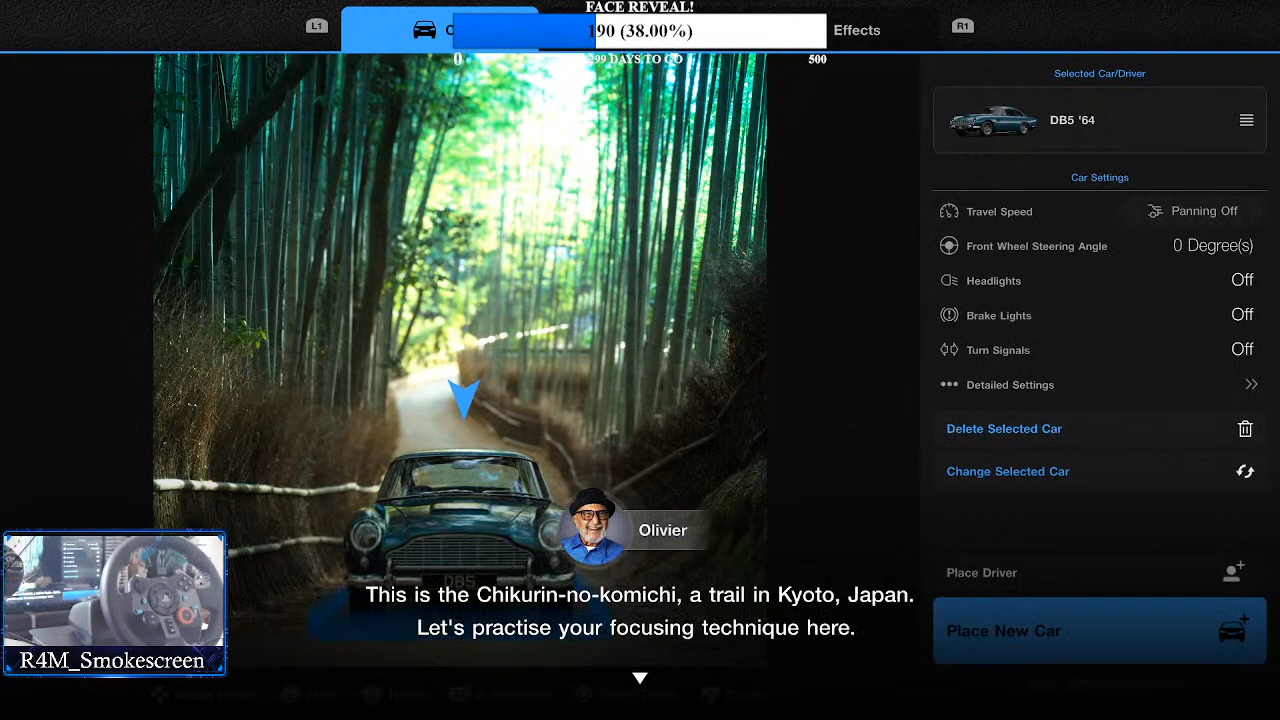 FACE REVEAL!
L1
190 (38.00%)
Effects
R1
0
299 DAYS TO GO
500
Selected Car/Driver
DB5 '64
Car Settings
Travel Speed
Panning Off
Front Wheel Steering Angle
0 Degree(s)
Headlights
Off
Brake Lights
Off
Turn Signals
Off
Detailed Settings
Delete Selected Car
Change Selected Car
Olivier
DB5
Place Driver
This is the Chikurin-no-komichi, a trail in Kyoto, Japan.
Let's practise your focusing technique here.
Place New Car
R4M_Smokescreen